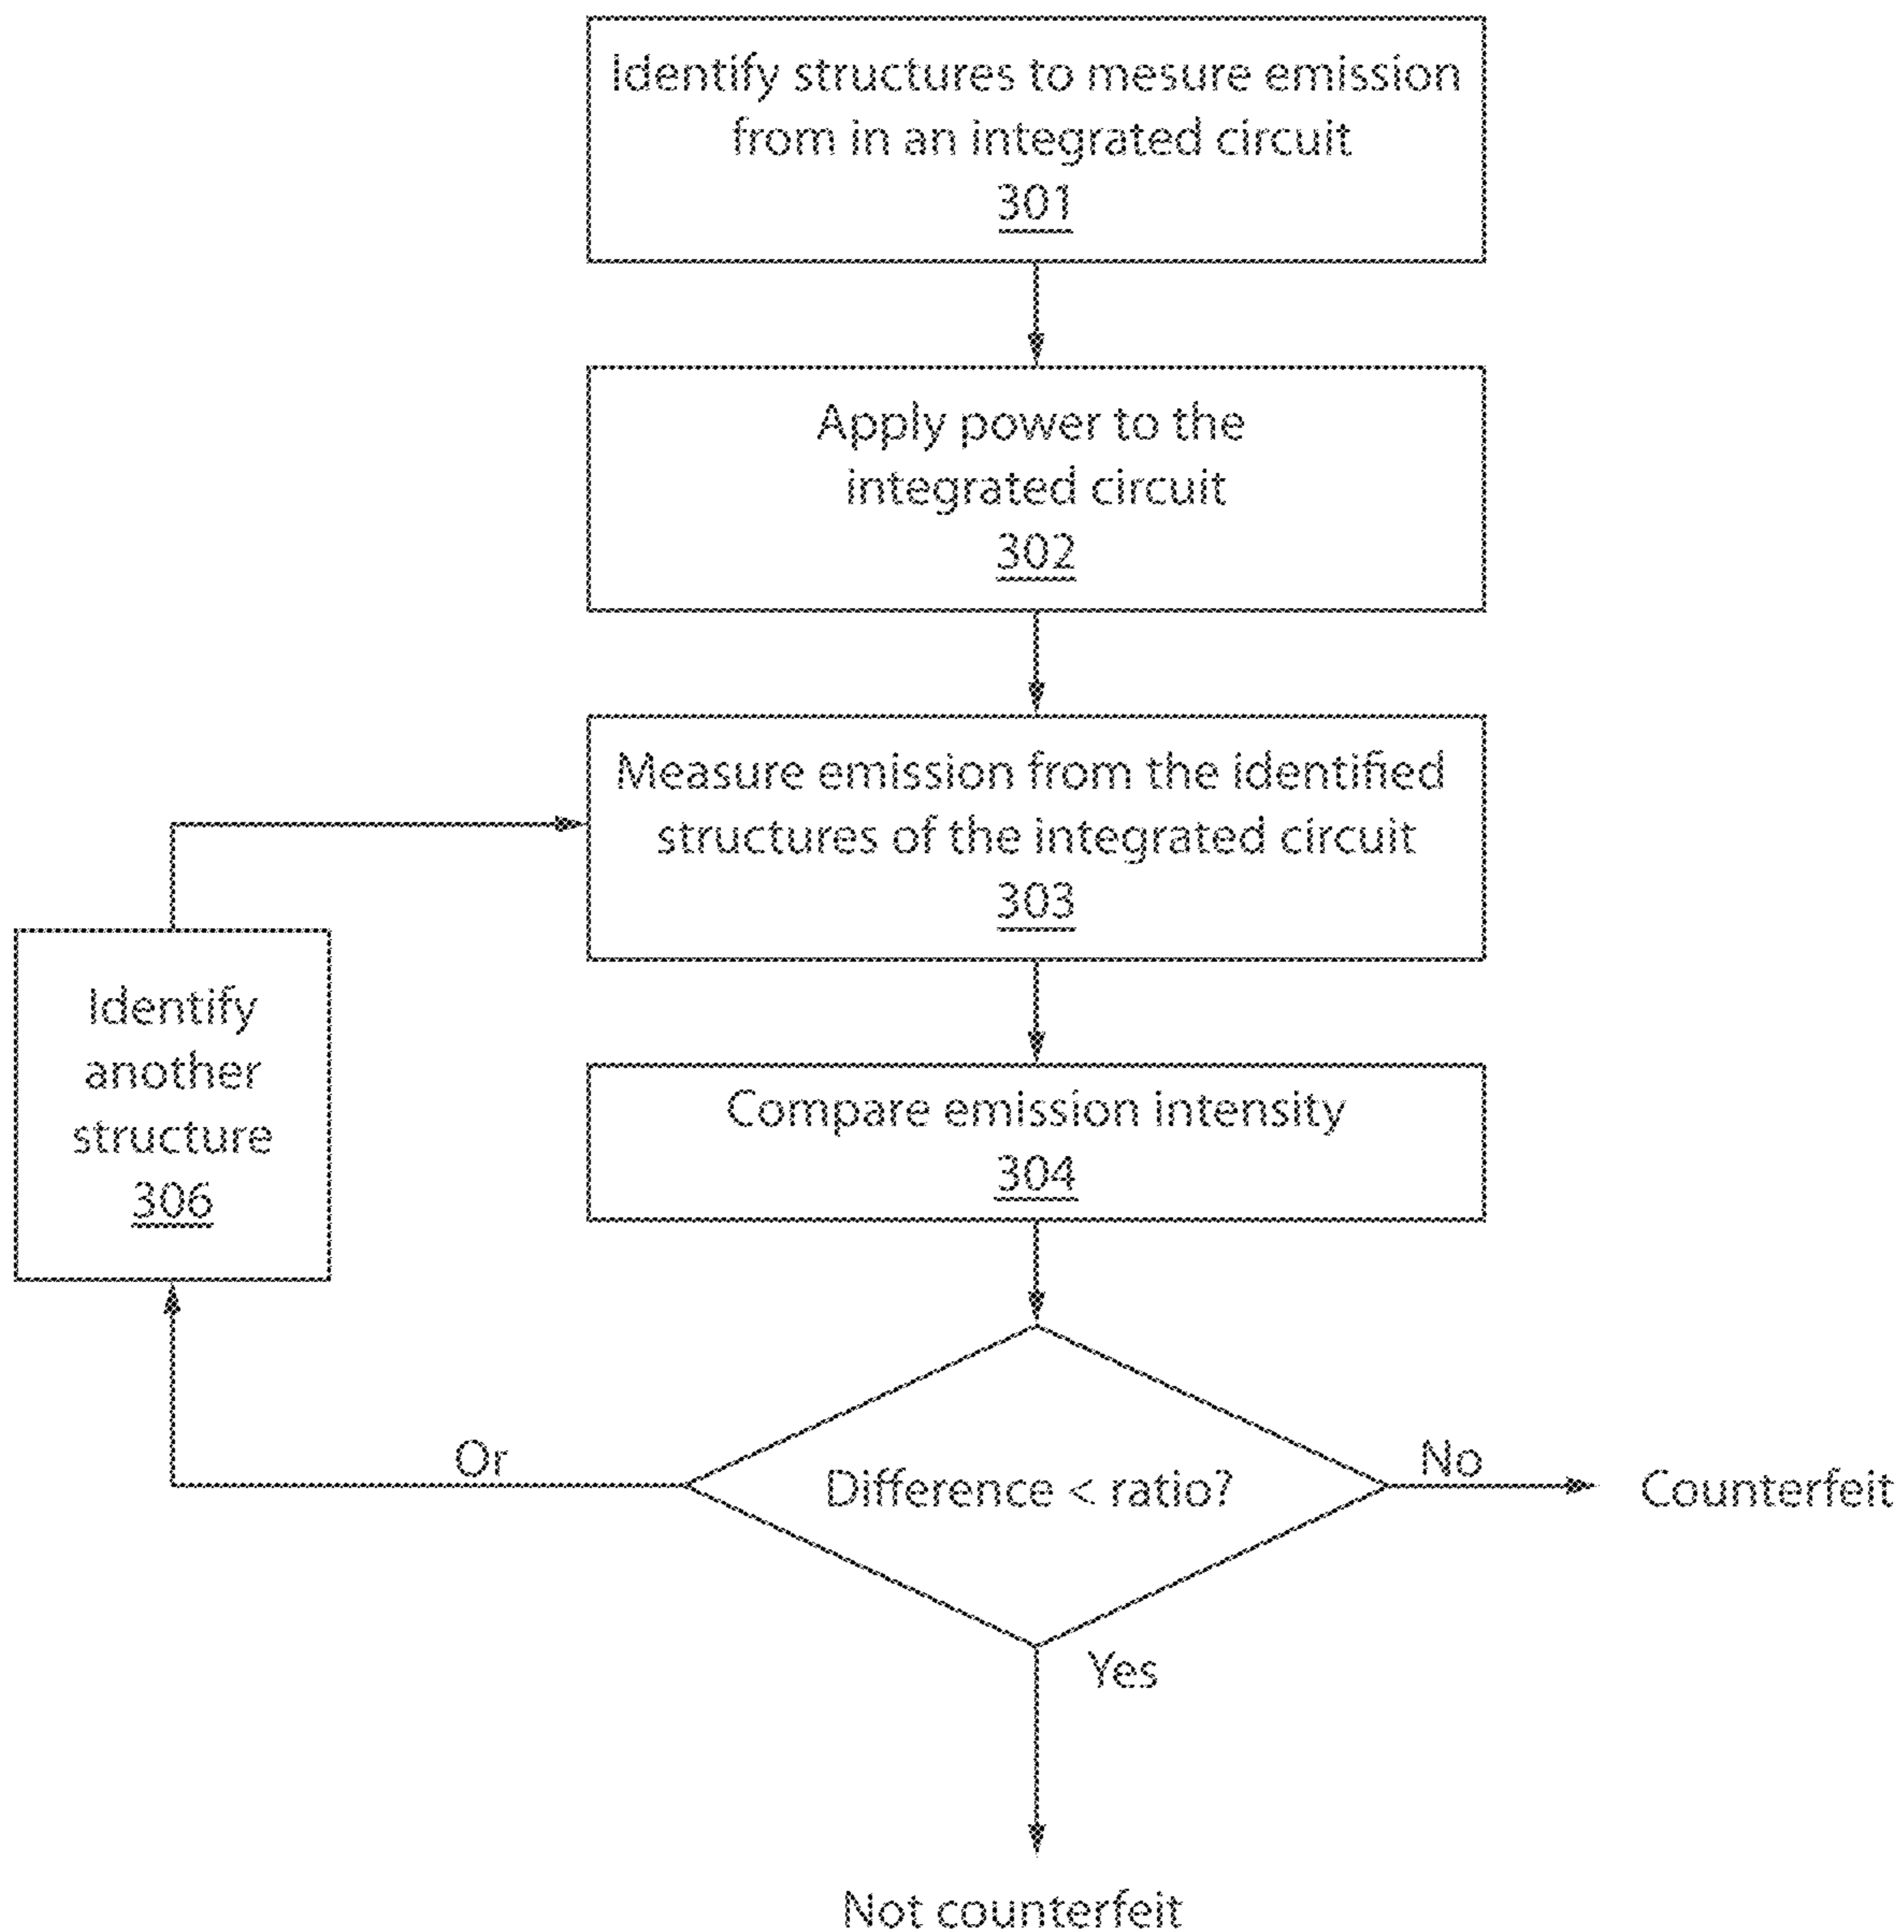 Identify structures to mesure emission
from in an integrated circuit
301
Apply power to the
integrated circuit
302
Measure emission from the identified
structures of the integrated circuit
303
Identify
another
structure
306
Compare emission intensity
304
Or
Difference < ratio?
No
Counterfeit
Yes
Not counterfeit